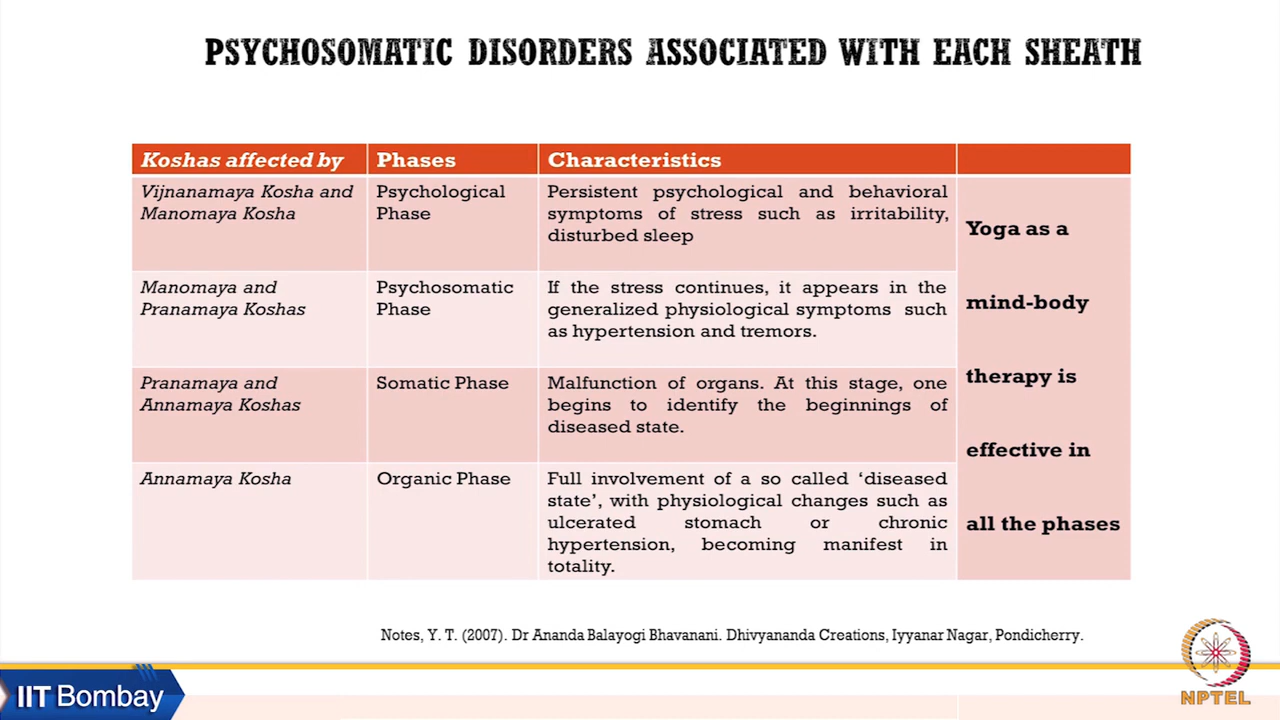 PSYCHOSOMATIC DISORDERS ASSOCIATED WITH EACH SHEATH
Koshas affected by
Phases
Characteristics
Vijnanamaya Kosha and
Manomaya Kosha
Psychological
Phase
Persistent psychological and behavioral
symptoms of stress such as irritability,
disturbed sleep
Manomaya and
Pranamaya Koshas
Psychosomatic
Phase
If the stress continues, it appears in the
generalized physiological symptoms such
as hypertension and tremors.
Pranamaya and
Annamaya Koshas
Somatic Phase
Malfunction of organs. At this stage, one
begins to identify the beginnings of
diseased state.
Annamaya Kosha
Organic Phase
Full involvement of a so called ‘diseased
state’, with physiological changes such as
ulcerated stomach or chronic
hypertension, becoming manifest in
totality.
Yoga as a
mind-body
therapy is
effective in
all the phases
Notes, Y. T. (2007). Dr Ananda Balayogi Bhavanani. Dhivyananda Creations, Iyyanar Nagar, Pondicherry.
IIT Bombay
NPTEL